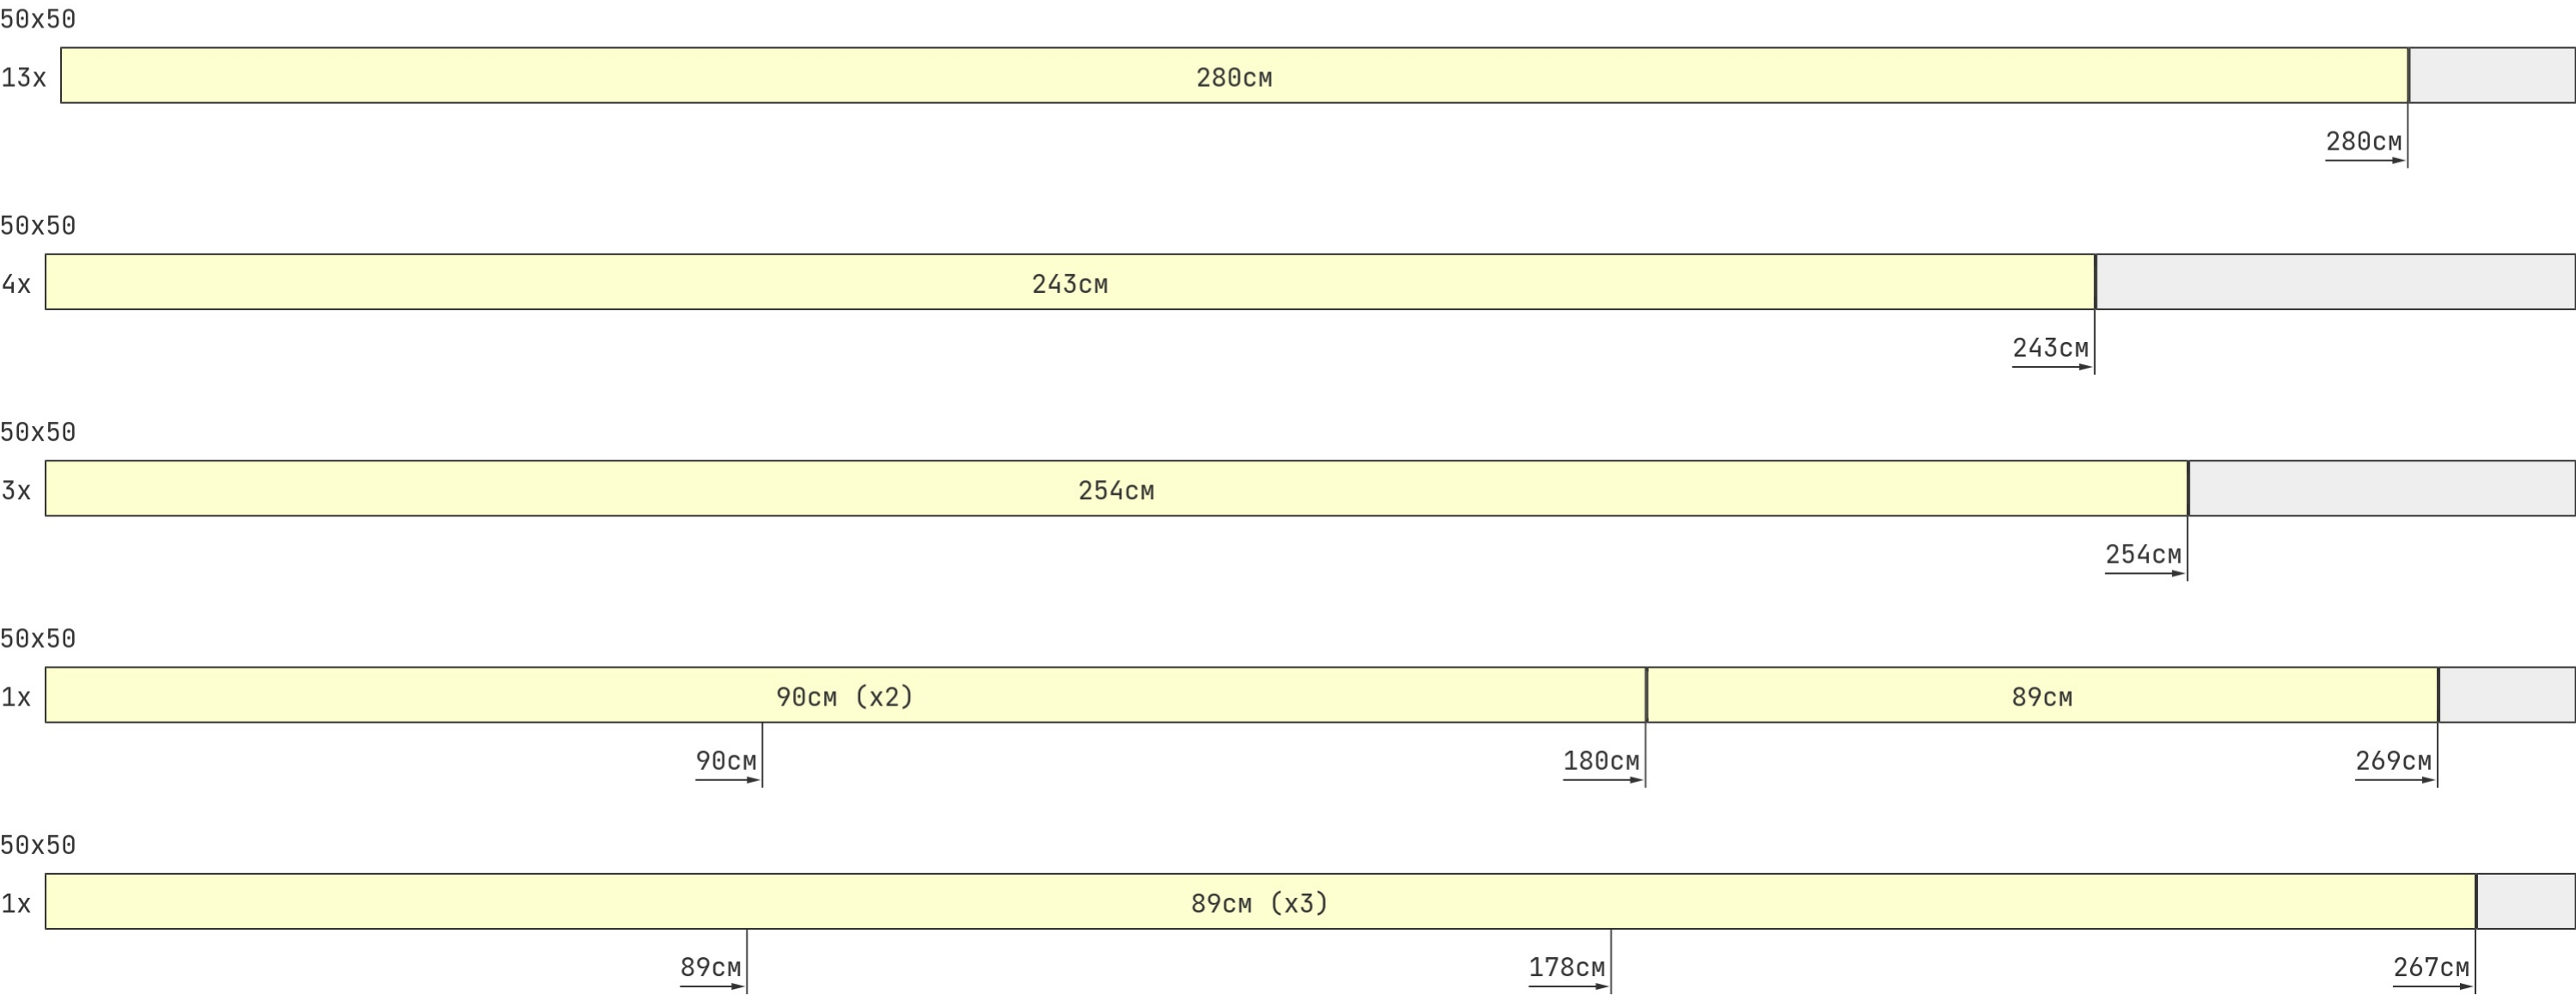 50x50
13x 280см
280см
50x50
4x 243см
243см
50x50
3x 254см
254см
50x50
1x 90см (x2) 89см
90см 180см 269см
50x50
1x 89см (x3)
89см 178см 267см